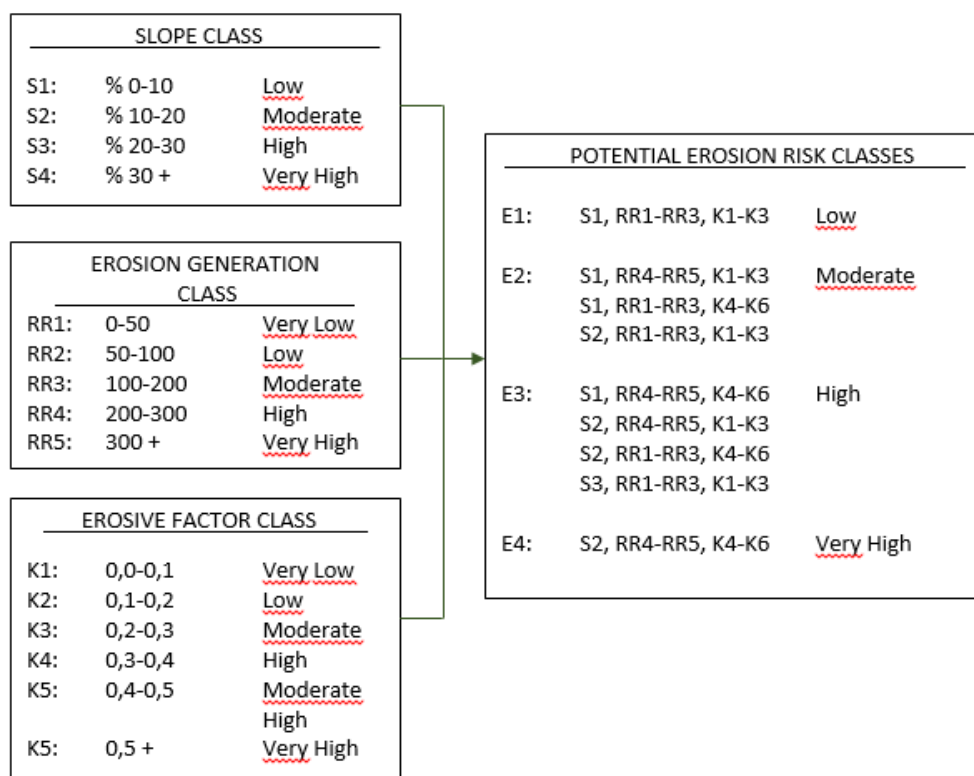 SLOPE CLASS
S1: % 0-10 Low
S2: % 10-20 Moderate
S3: % 20-30 High
S4: % 30 + Very High
EROSION GENERATION
CLASS
RR1: 0-50 Very Low
RR2: 50-100 Low
RR3: 100-200 Moderate
RR4: 200-300 High
RR5: 300 + Very High
EROSIVE FACTOR CLASS
K1: 0,0-0,1 Very Low
K2: 0,1-0,2 Low
K3: 0,2-0,3 Moderate
K4: 0,3-0,4 High
K5: 0,4-0,5 Moderate
High
K5: 0,5 + Very High
POTENTIAL EROSION RISK CLASSES
E1: S1, RR1-RR3, K1-K3 Low
E2: S1, RR4-RR5, K1-K3 Moderate
S1, RR1-RR3, K4-K6
S2, RR1-RR3, K1-K3
E3: S1, RR4-RR5, K4-K6 High
S2, RR4-RR5, K1-K3
S2, RR1-RR3, K4-K6
S3, RR1-RR3, K1-K3
E4: S2, RR4-RR5, K4-K6 Very High